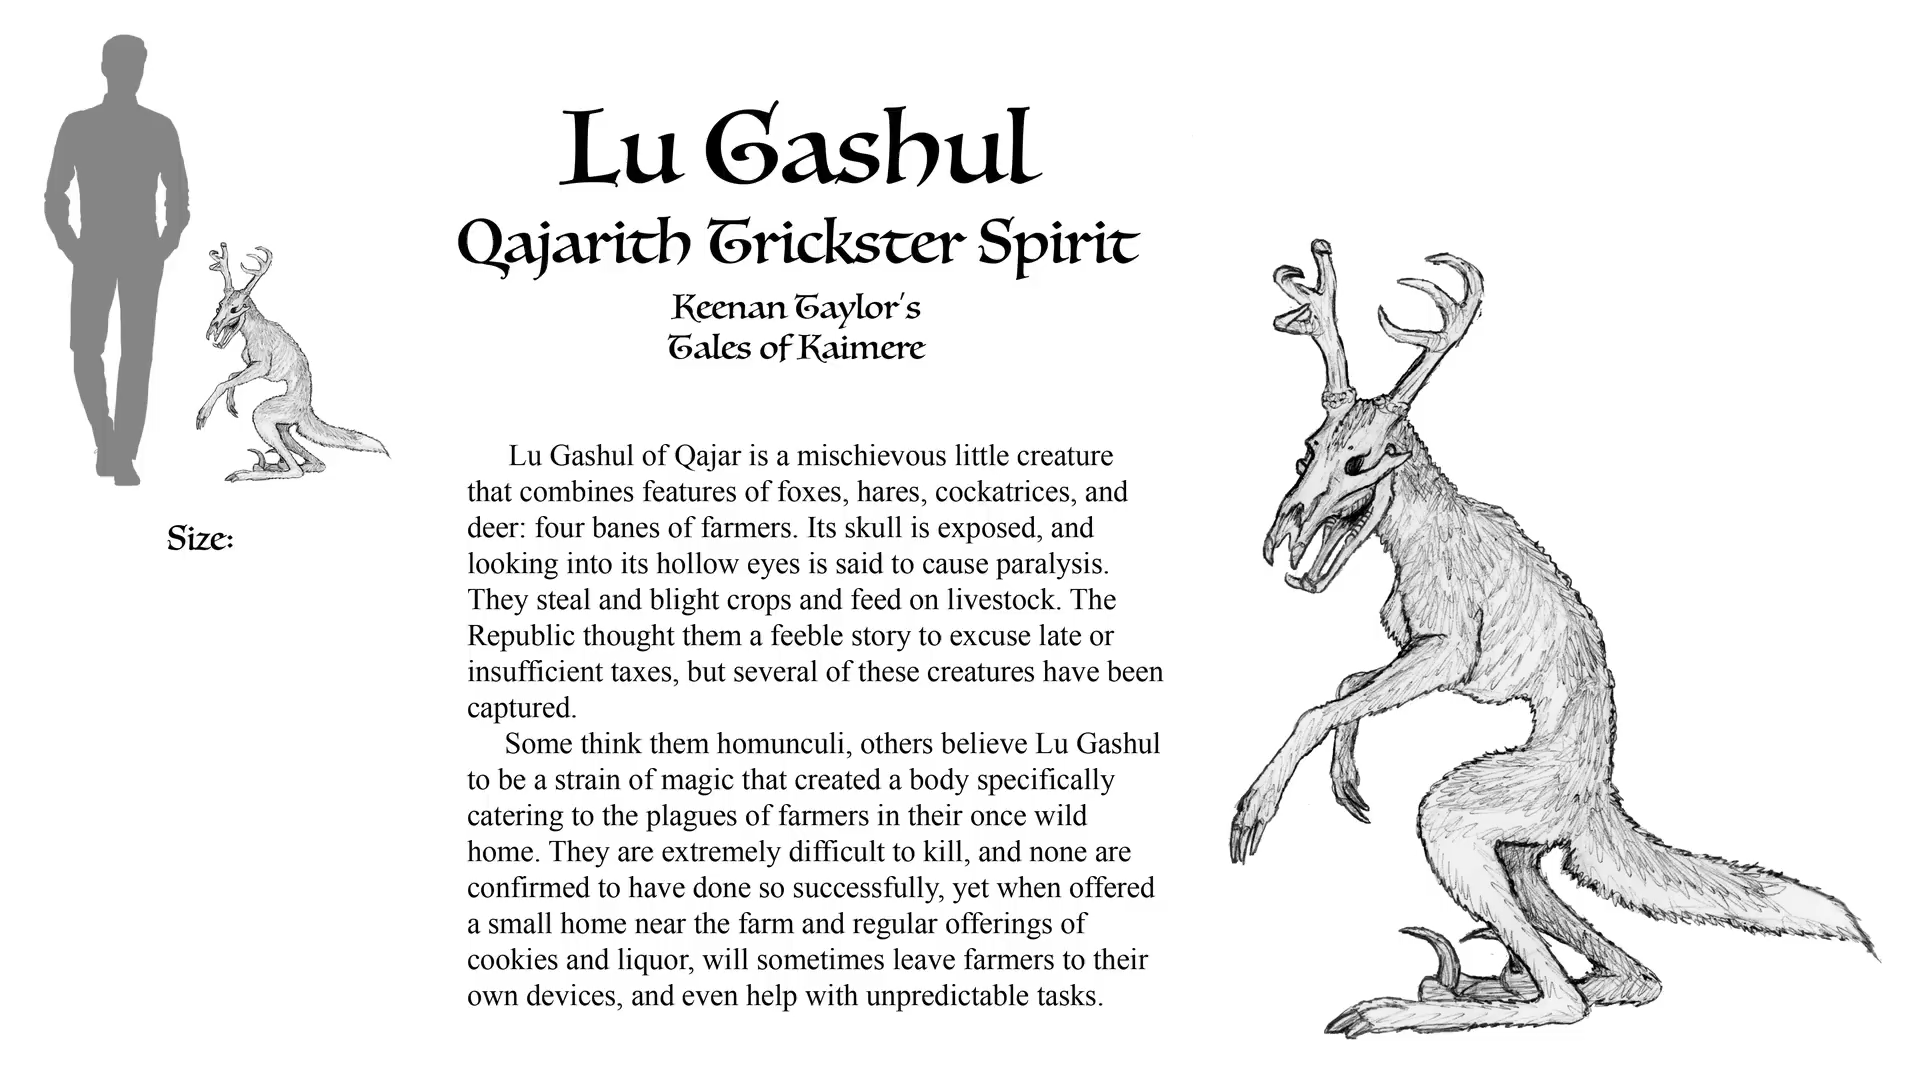 Lu Gashul
Qajarith Trickster Spirit
Keenan Taylor's
Tales of Kaimere
Size:
Lu Gashul of Qajar is a mischievous little creature
that combines features of foxes, hares, cockatrices, and
deer: four banes of farmers. Its skull is exposed, and
looking into its hollow eyes is said to cause paralysis.
They steal and blight crops and feed on livestock. The
Republic thought them a feeble story to excuse late or
insufficient taxes, but several of these creatures have been
captured.
Some think them homunculi, others believe Lu Gashul
to be a strain of magic that created a body specifically
catering to the plagues of farmers in their once wild
home. They are extremely difficult to kill, and none are
confirmed to have done so successfully, yet when offered
a small home near the farm and regular offerings of
cookies and liquor, will sometimes leave farmers to their
own devices, and even help with unpredictable tasks.